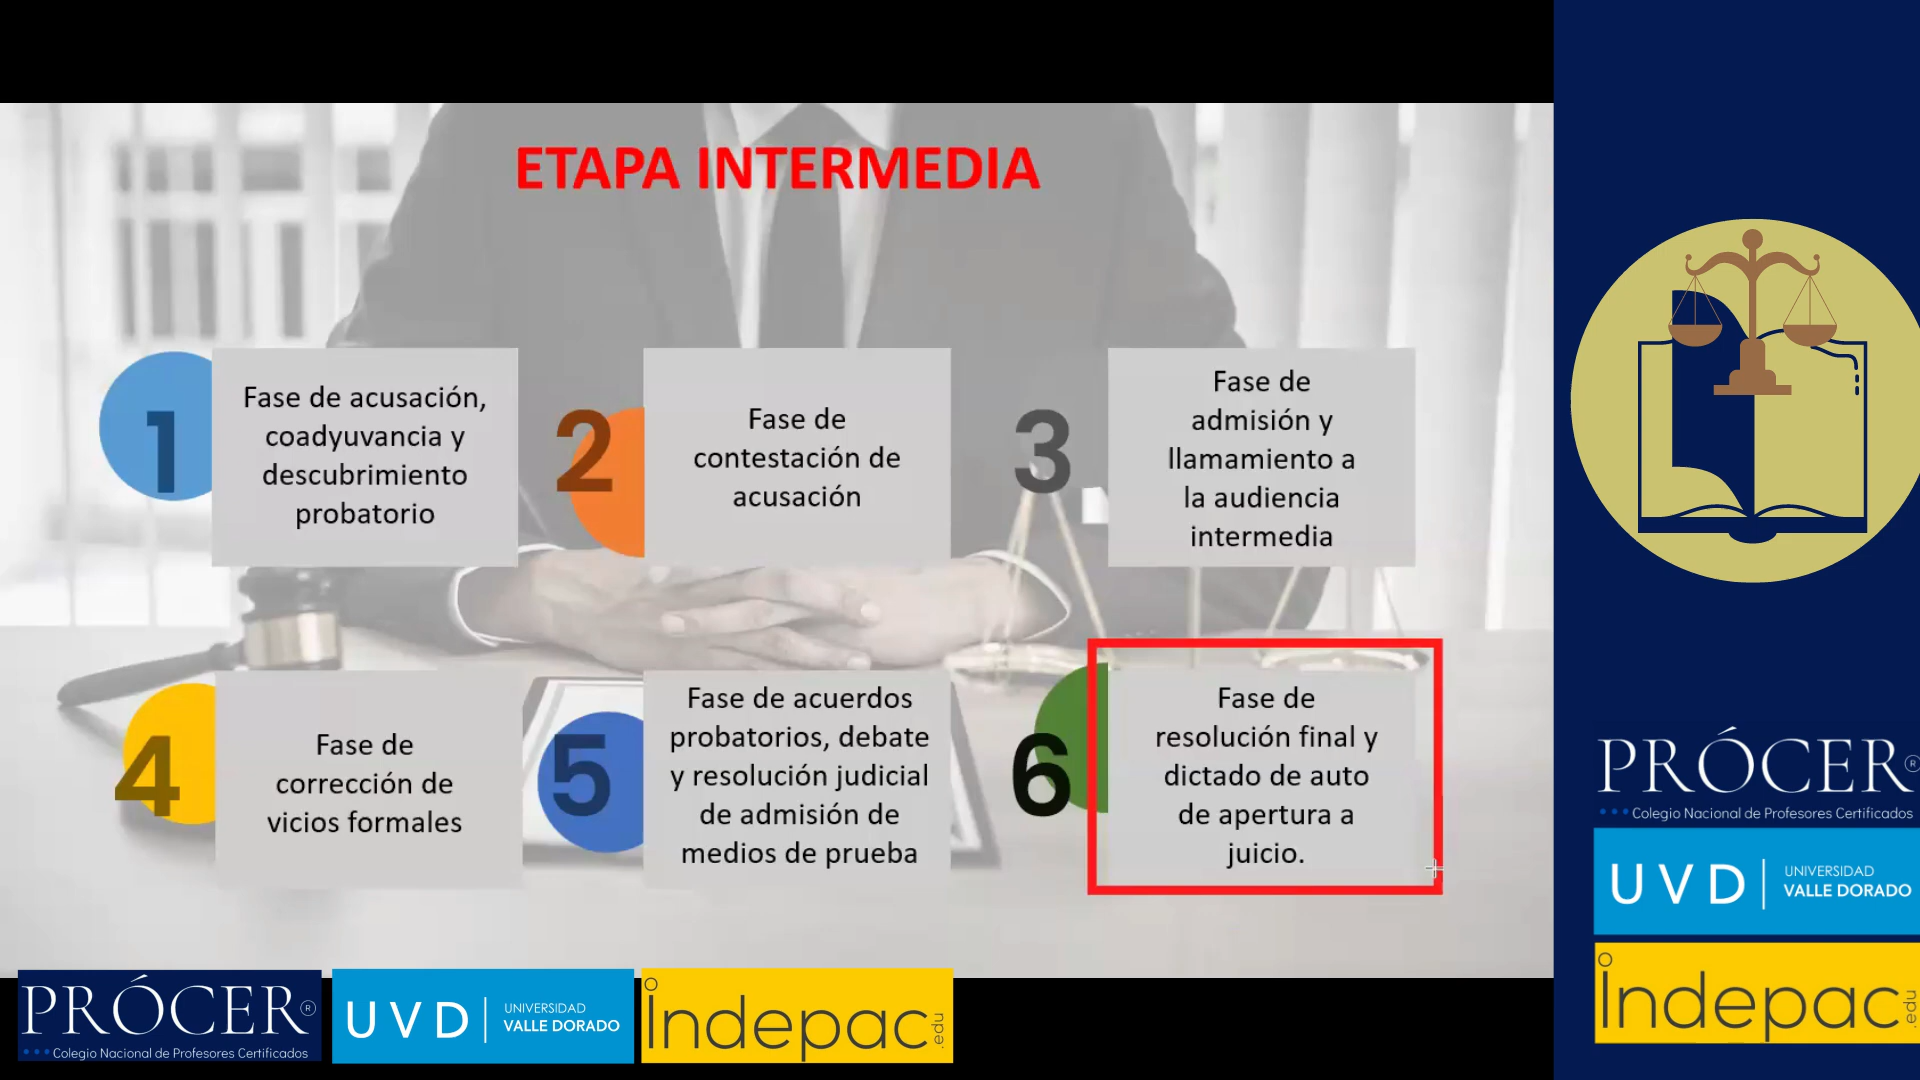 ETAPA INTERMEDIA
1
Fase de acusación,
coadyuvancia y
descubrimiento
probatorio
2
Fase de
contestación de
acusación
3
Fase de
admisión y
llamamiento a
la audiencia
intermedia
4
Fase de
corrección de
vicios formales
5
Fase de acuerdos
probatorios, debate
y resolución judicial
de admisión de
medios de prueba
6
Fase de
resolución final y
dictado de auto
de apertura a
juicio.
PRÓCER®
Colegio Nacional de Profesores Certificados
UVD
UNIVERSIDAD
VALLE DORADO
Indepac.edu
PRÓCER®
Colegio Nacional de Profesores Certificados
UVD
UNIVERSIDAD
VALLE DORADO
Indepac.edu